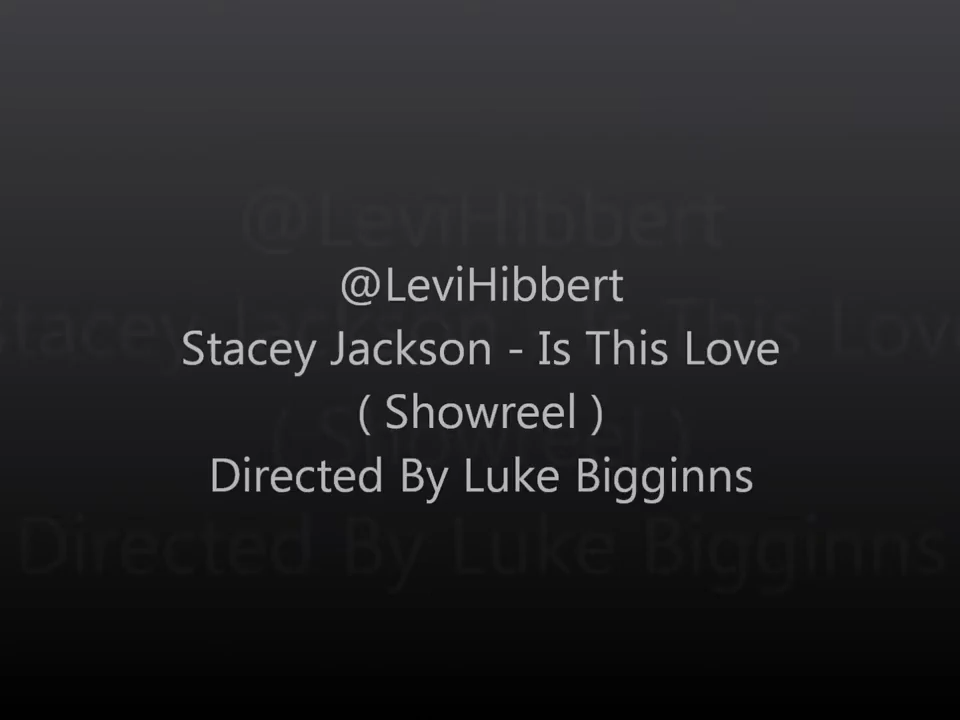 @LeviHibbert
Stacey Jackson - Is This Love
( Showreel )
Directed By Luke Bigginns